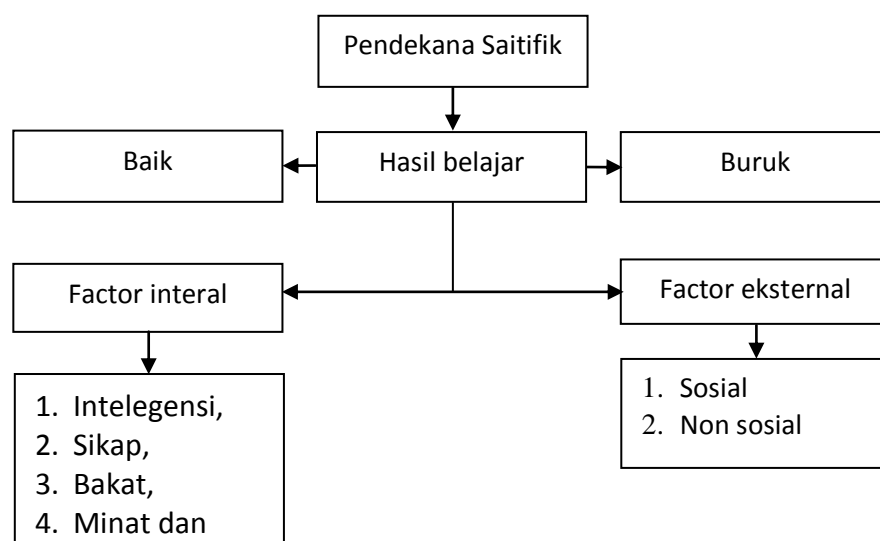 Pendekana Saitifik
Baik
Hasil belajar
Buruk
Factor interal
Factor eksternal
1. Intelegensi,
2. Sikap,
3. Bakat,
4. Minat dan
1. Sosial
2. Non sosial